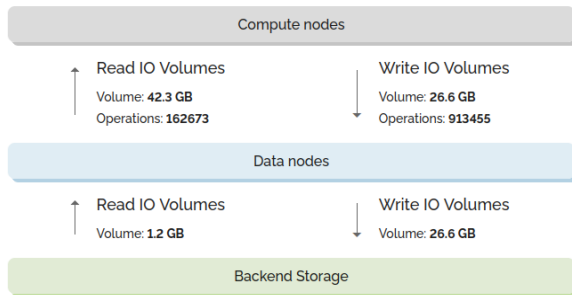 Compute nodes
Read IO Volumes
Volume: 42.3 GB
Operations: 162673
Write IO Volumes
Volume: 26.6 GB
Operations: 913455
Data nodes
Read IO Volumes
Volume: 1.2 GB
Write IO Volumes
Volume: 26.6 GB
Backend Storage